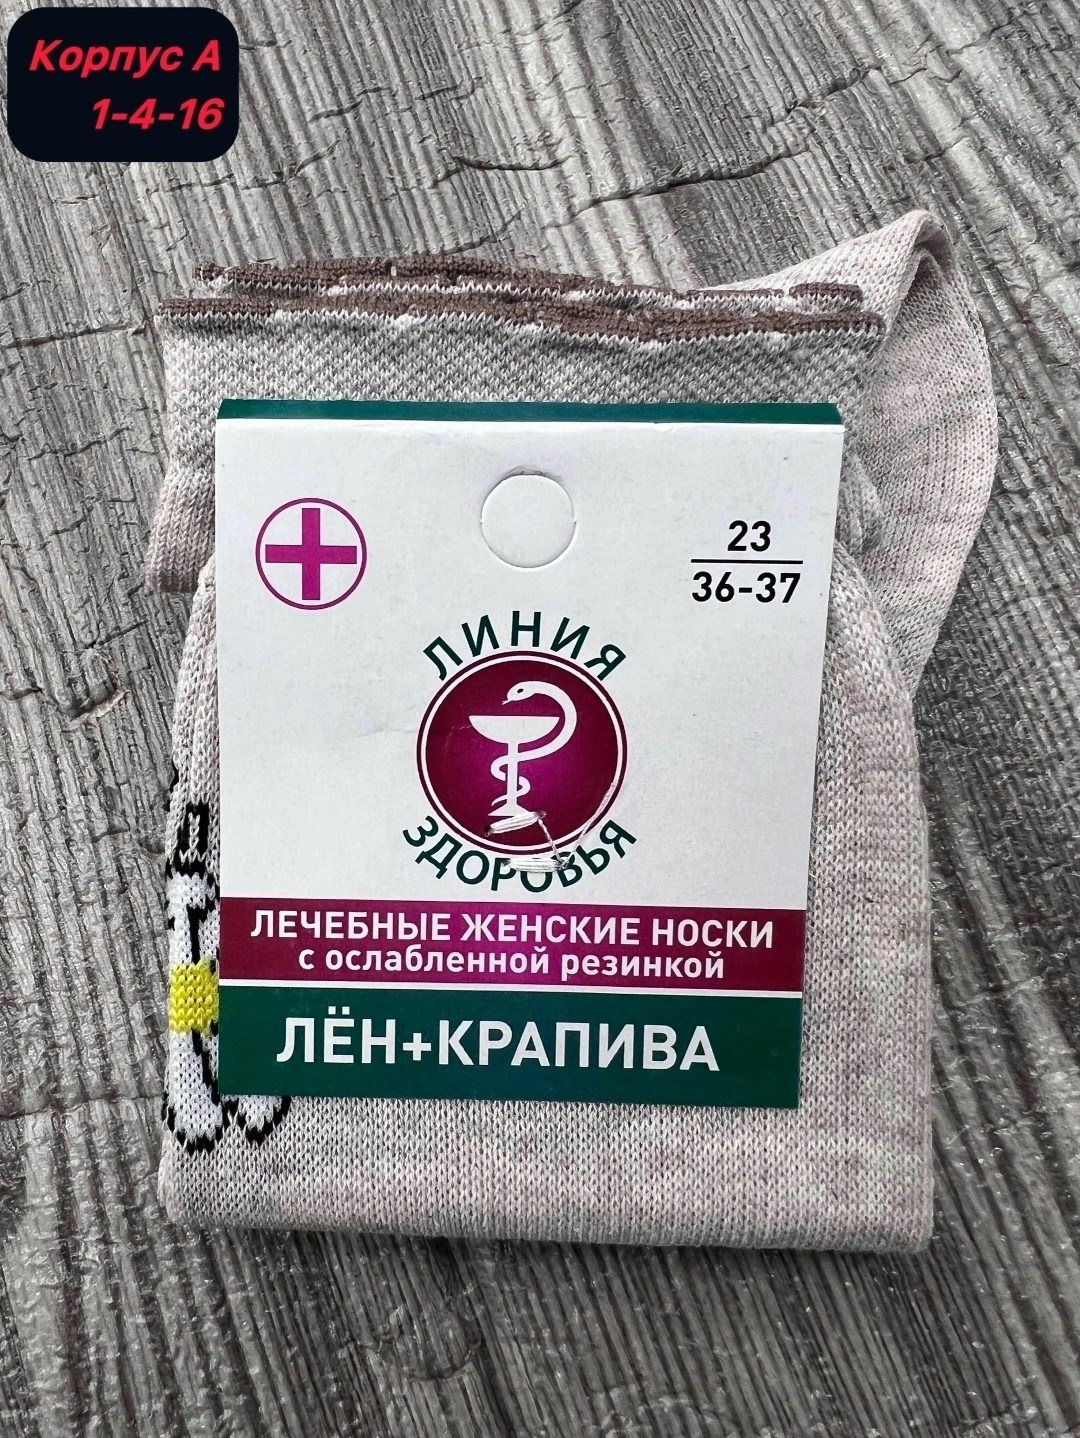 Корпус А
1-4-16
23
36-37
ЛИНИЯ
ЗДОРОВЬЯ
ЛЕЧЕБНЫЕ ЖЕНСКИЕ НОСКИ
с ослабленной резинкой
ЛЁН+КРАПИВА